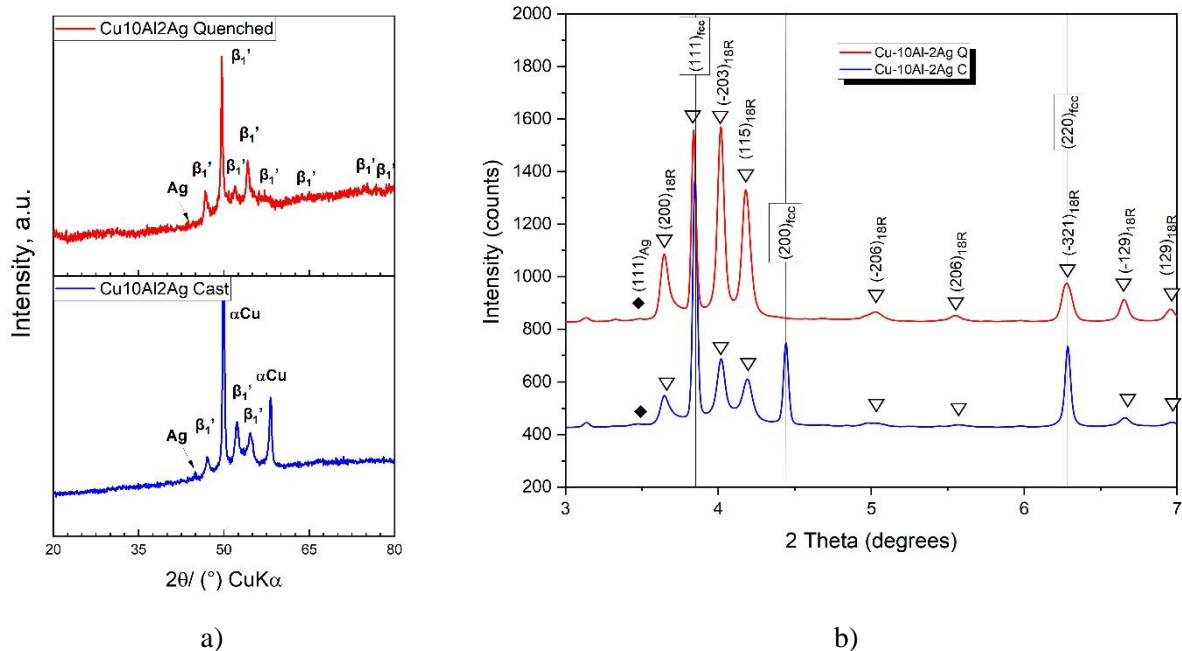 Cu10Al2Ag Quenched
β₁’
β₁’
β₁’
β₁’
β₁’
β₁’
β₁’
β₁’
Ag
Cu10Al2Ag Cast
αCu
αCu
β₁’
β₁’
β₁’
Ag
Intensity, a.u.
20 35 50 65 80
2θ/ (°) CuKα
a)
2000
1800
1600
1400
1200
1000
800
600
400
200
Intensity (counts)
Cu-10Al-2Ag Q
Cu-10Al-2Ag C
(111)Ag
(200)18R
(111)fcc
(-203)18R
(115)18R
(200)fcc
(-206)18R
(206)18R
(220)fcc
(-321)18R
(-129)18R
(129)18R
3 4 5 6 7
2 Theta (degrees)
b)